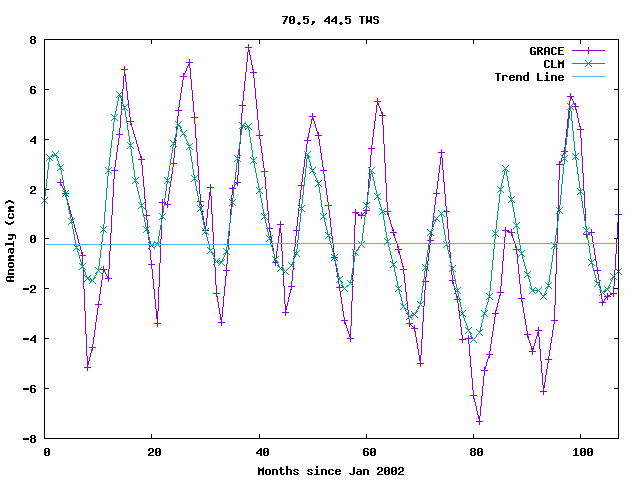 70.5, 44.5 TWS
GRACE
CLM
Trend Line
8
6
4
2
0
-2
-4
-6
-8
Anomaly (cm)
0 20 40 60 80 100
Months since Jan 2002